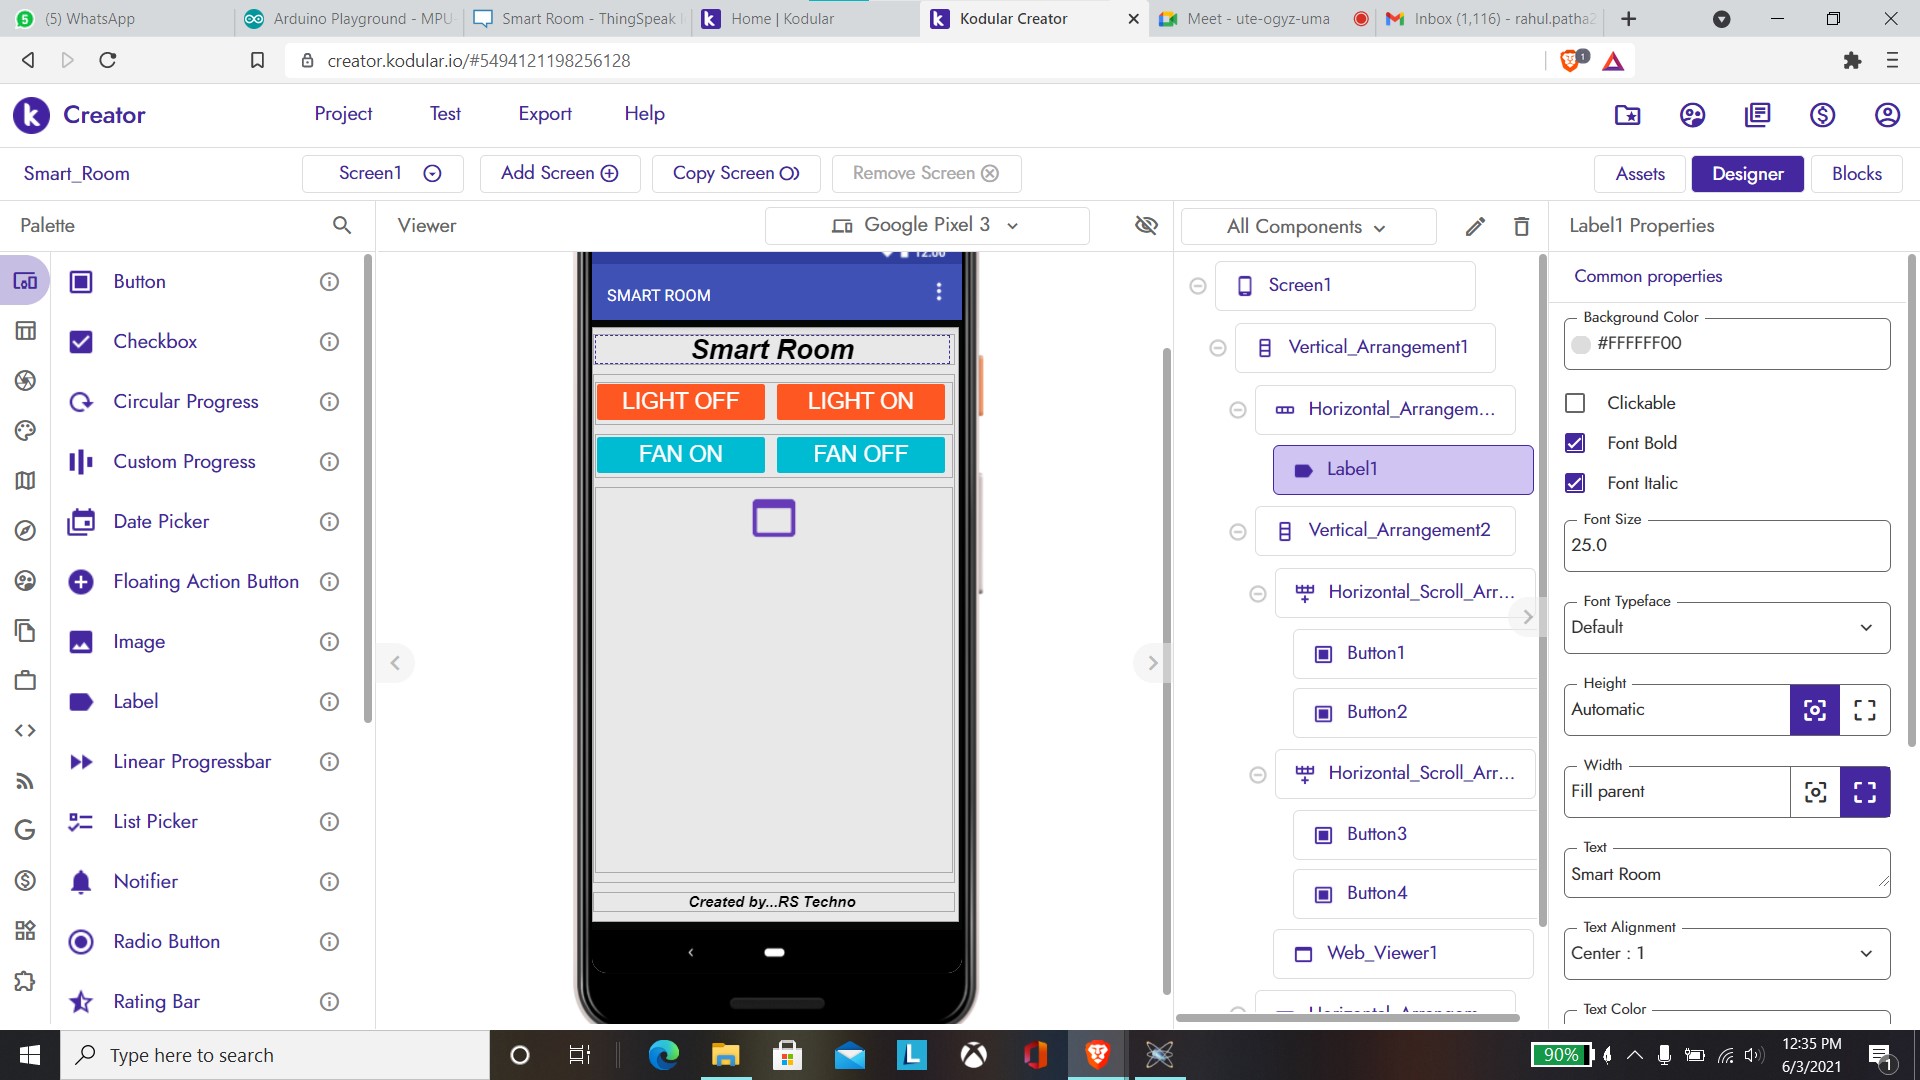 (5) WhatsApp
Arduino Playground - MPU-
Smart Room - ThingSpeak
Home | Kodular
Kodular Creator
Meet - ute-ogyz-uma
Inbox (1,116) - rahul.patha2
creator.kodular.io/#5494121198256128
1
k Creator
Project
Test
Export
Help
Smart_Room
Screen1
Add Screen
Copy Screen
Remove Screen
Assets
Designer
Blocks
Palette
Viewer
Google Pixel 3
All Components
Label1 Properties
Button
Checkbox
Circular Progress
Custom Progress
Date Picker
Floating Action Button
Image
Label
Linear Progressbar
List Picker
Notifier
Radio Button
Rating Bar
12:00
SMART ROOM
Smart Room
LIGHT OFF
LIGHT ON
FAN ON
FAN OFF
Created by...RS Techno
Screen1
Vertical_Arrangement1
Horizontal_Arrangem...
Label1
Vertical_Arrangement2
Horizontal_Scroll_Arr...
Button1
Button2
Horizontal_Scroll_Arr...
Button3
Button4
Web_Viewer1
Horizontal_Arrangem...
Common properties
Background Color
#FFFFFF00
Clickable
Font Bold
Font Italic
Font Size
25.0
Font Typeface
Default
Height
Automatic
Width
Fill parent
Text
Smart Room
Text Alignment
Center : 1
Text Color
Type here to search
90%
12:35 PM
6/3/2021
1